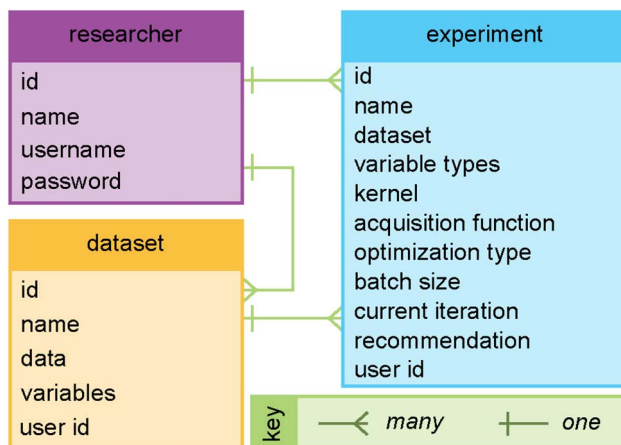 researcher
id
name
username
password
experiment
id
name
dataset
variable types
kernel
acquisition function
optimization type
batch size
current iteration
recommendation
user id
dataset
id
name
data
variables
user id
key
many
one